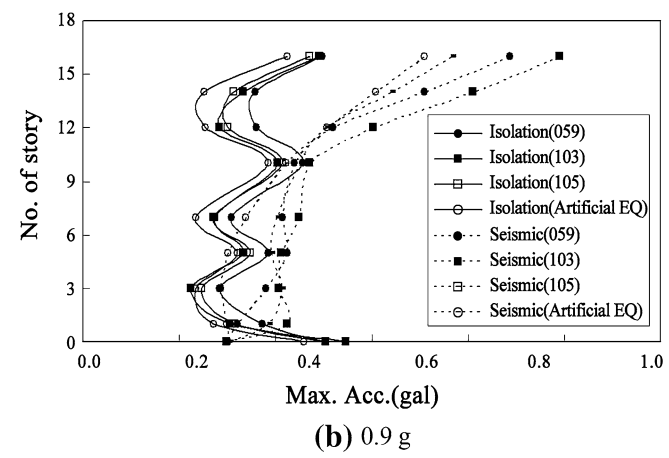 18
15
12
9
6
3
0
No. of story
Isolation(059)
Isolation(103)
Isolation(105)
Isolation(Artificial EQ)
Seismic(059)
Seismic(103)
Seismic(105)
Seismic(Artificial EQ)
0.0 0.2 0.4 0.6 0.8 1.0
Max. Acc.(gal)
(b) 0.9 g